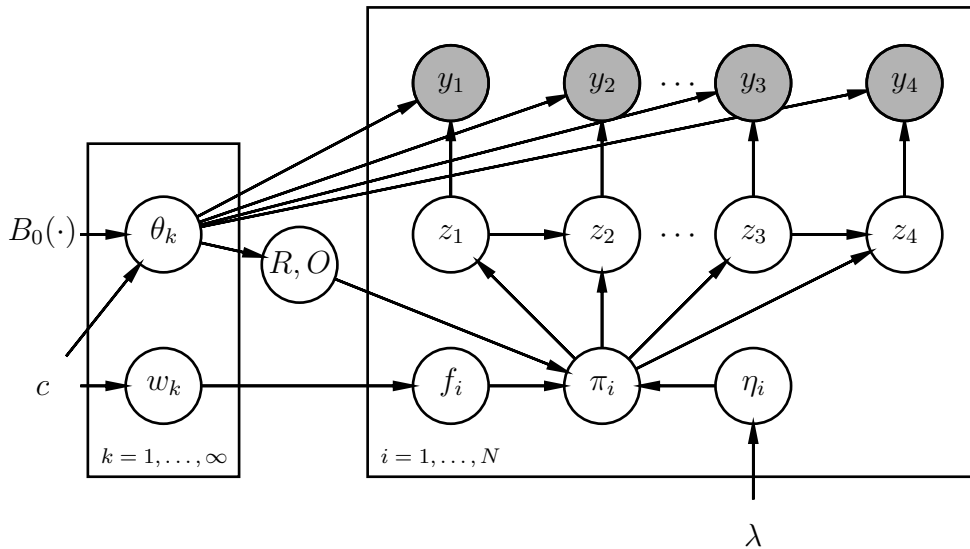 y₁ y₂ ... y₃ y₄
B₀(·) θₖ R, O z₁ z₂ ... z₃ z₄
c wₖ fᵢ πᵢ ηᵢ
k = 1, . . . , ∞ i = 1, . . . , N
λ